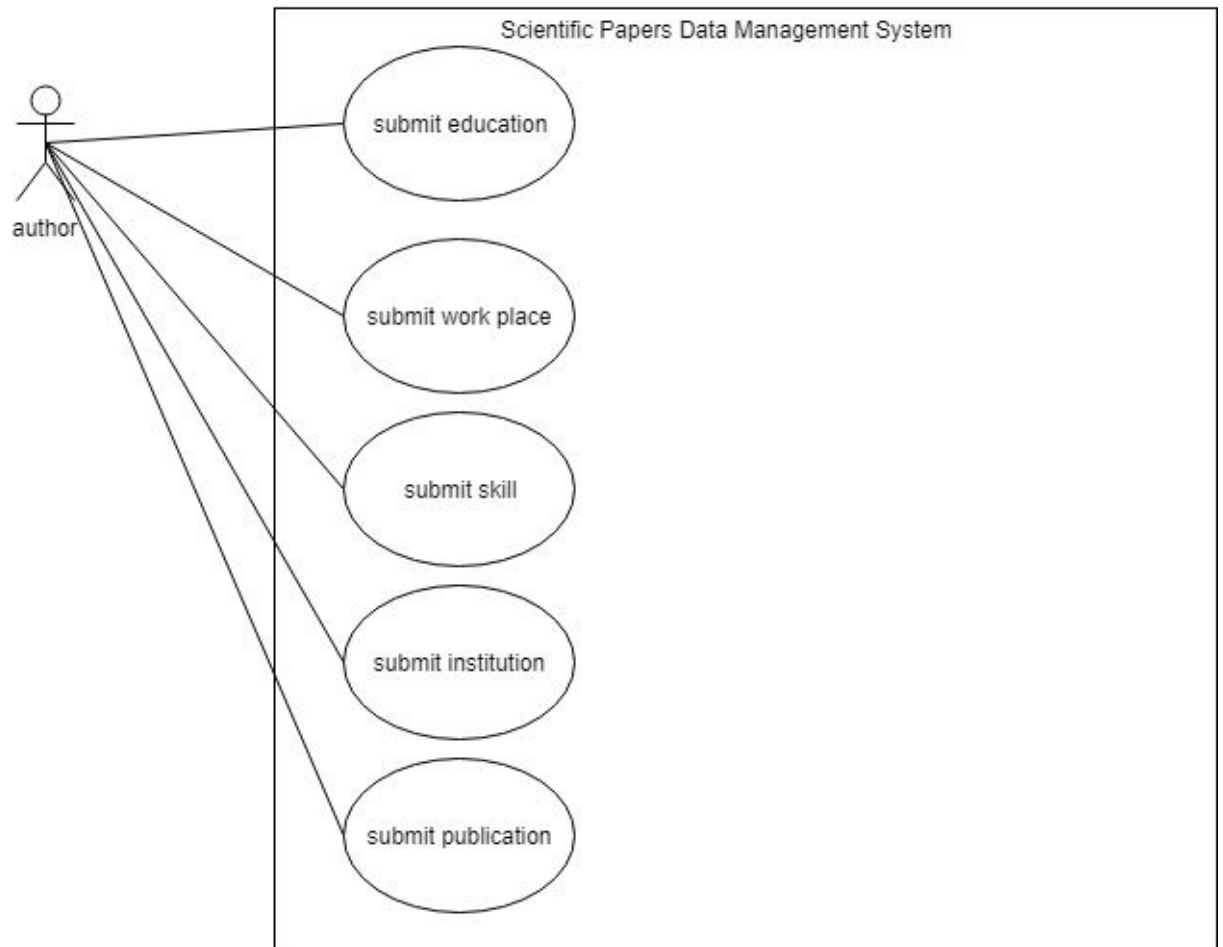 Scientific Papers Data Management System
submit education
author
submit work place
submit skill
submit institution
submit publication